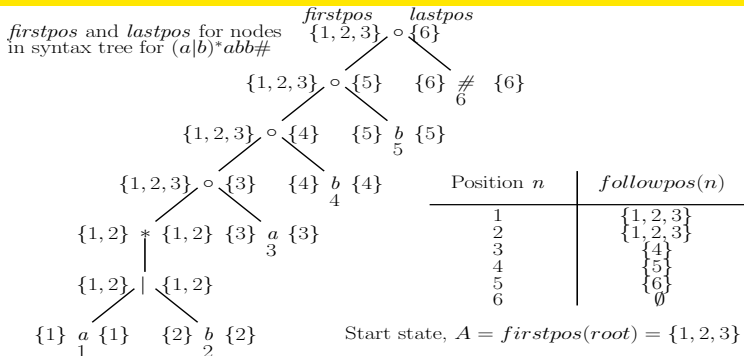 firstpos lastpos
firstpos and lastpos for nodes
in syntax tree for (a|b)*abb#
{1, 2, 3} ∘ {6}
{1, 2, 3} ∘ {5} {6} # {6}
6
{1, 2, 3} ∘ {4} {5} b {5}
5
{1, 2, 3} ∘ {3} {4} b {4}
4
{1, 2} * {1, 2} {3} a {3}
3
{1, 2} | {1, 2}
{1} a {1} {2} b {2}
1 2
Position n followpos(n)
1 {1, 2, 3}
2 {1, 2, 3}
3 {4}
4 {5}
5 {6}
6 ∅
Start state, A = firstpos(root) = {1, 2, 3}